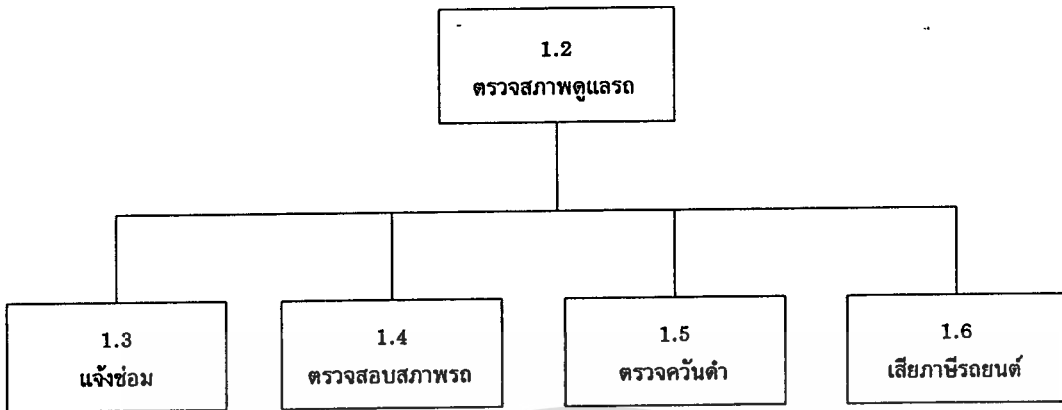 1.2
ตรวจสภาพดูแลรถ
1.3
แจ้งซ่อม
1.4
ตรวจสอบสภาพรถ
1.5
ตรวจควันดำ
1.6
เสียภาษีรถยนต์